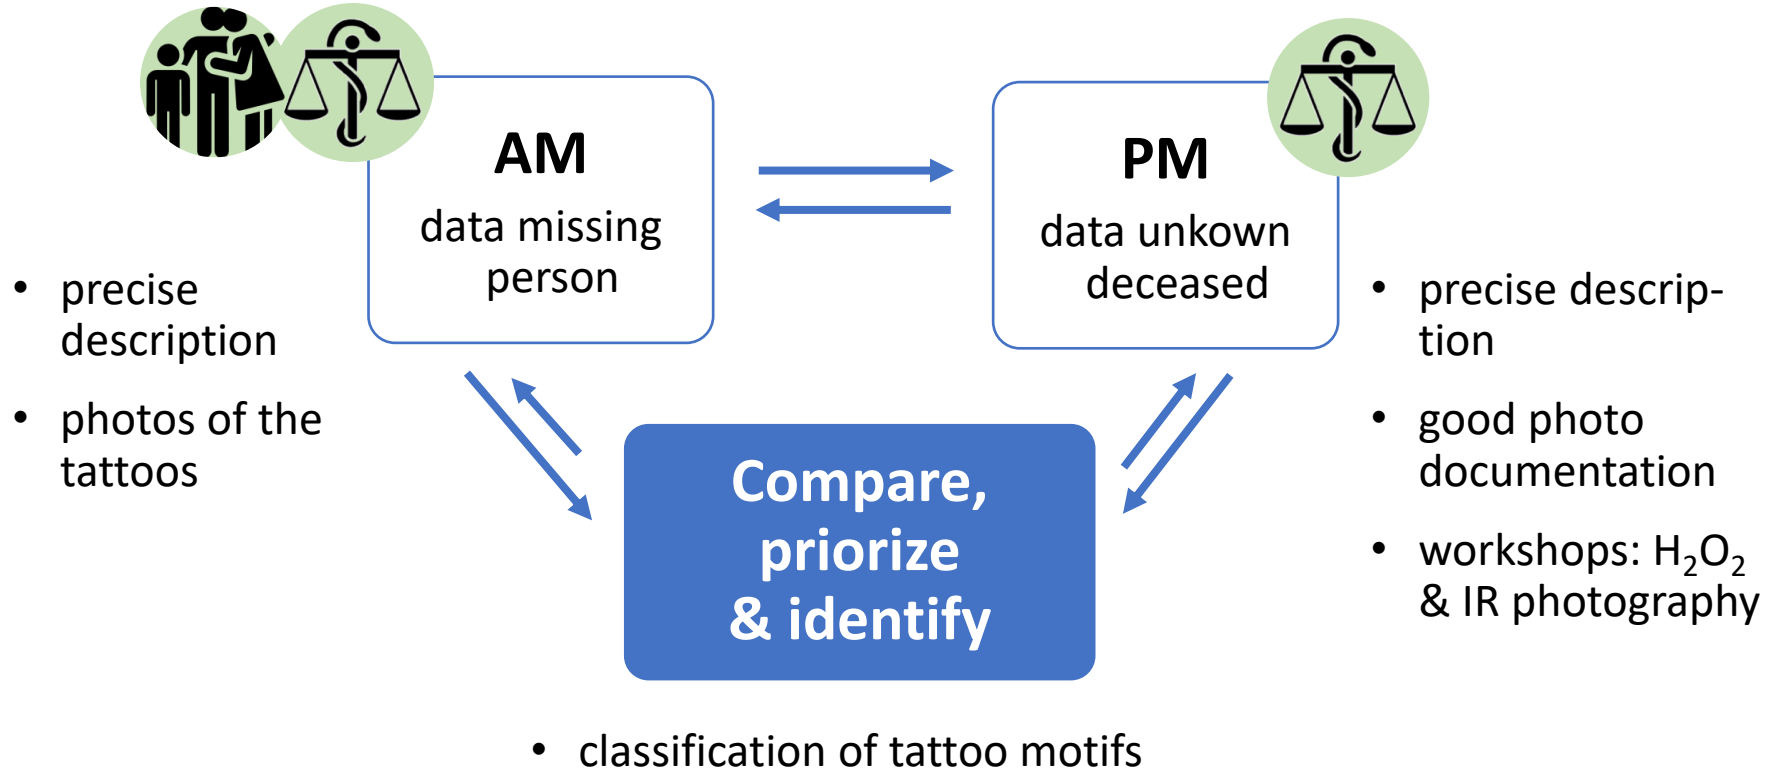 AM
data missing
person
PM
data unkown
deceased
• precise
description
• photos of the
tattoos
• precise descrip-
tion
• good photo
documentation
• workshops: H₂O₂
& IR photography
Compare,
priorize
& identify
• classification of tattoo motifs